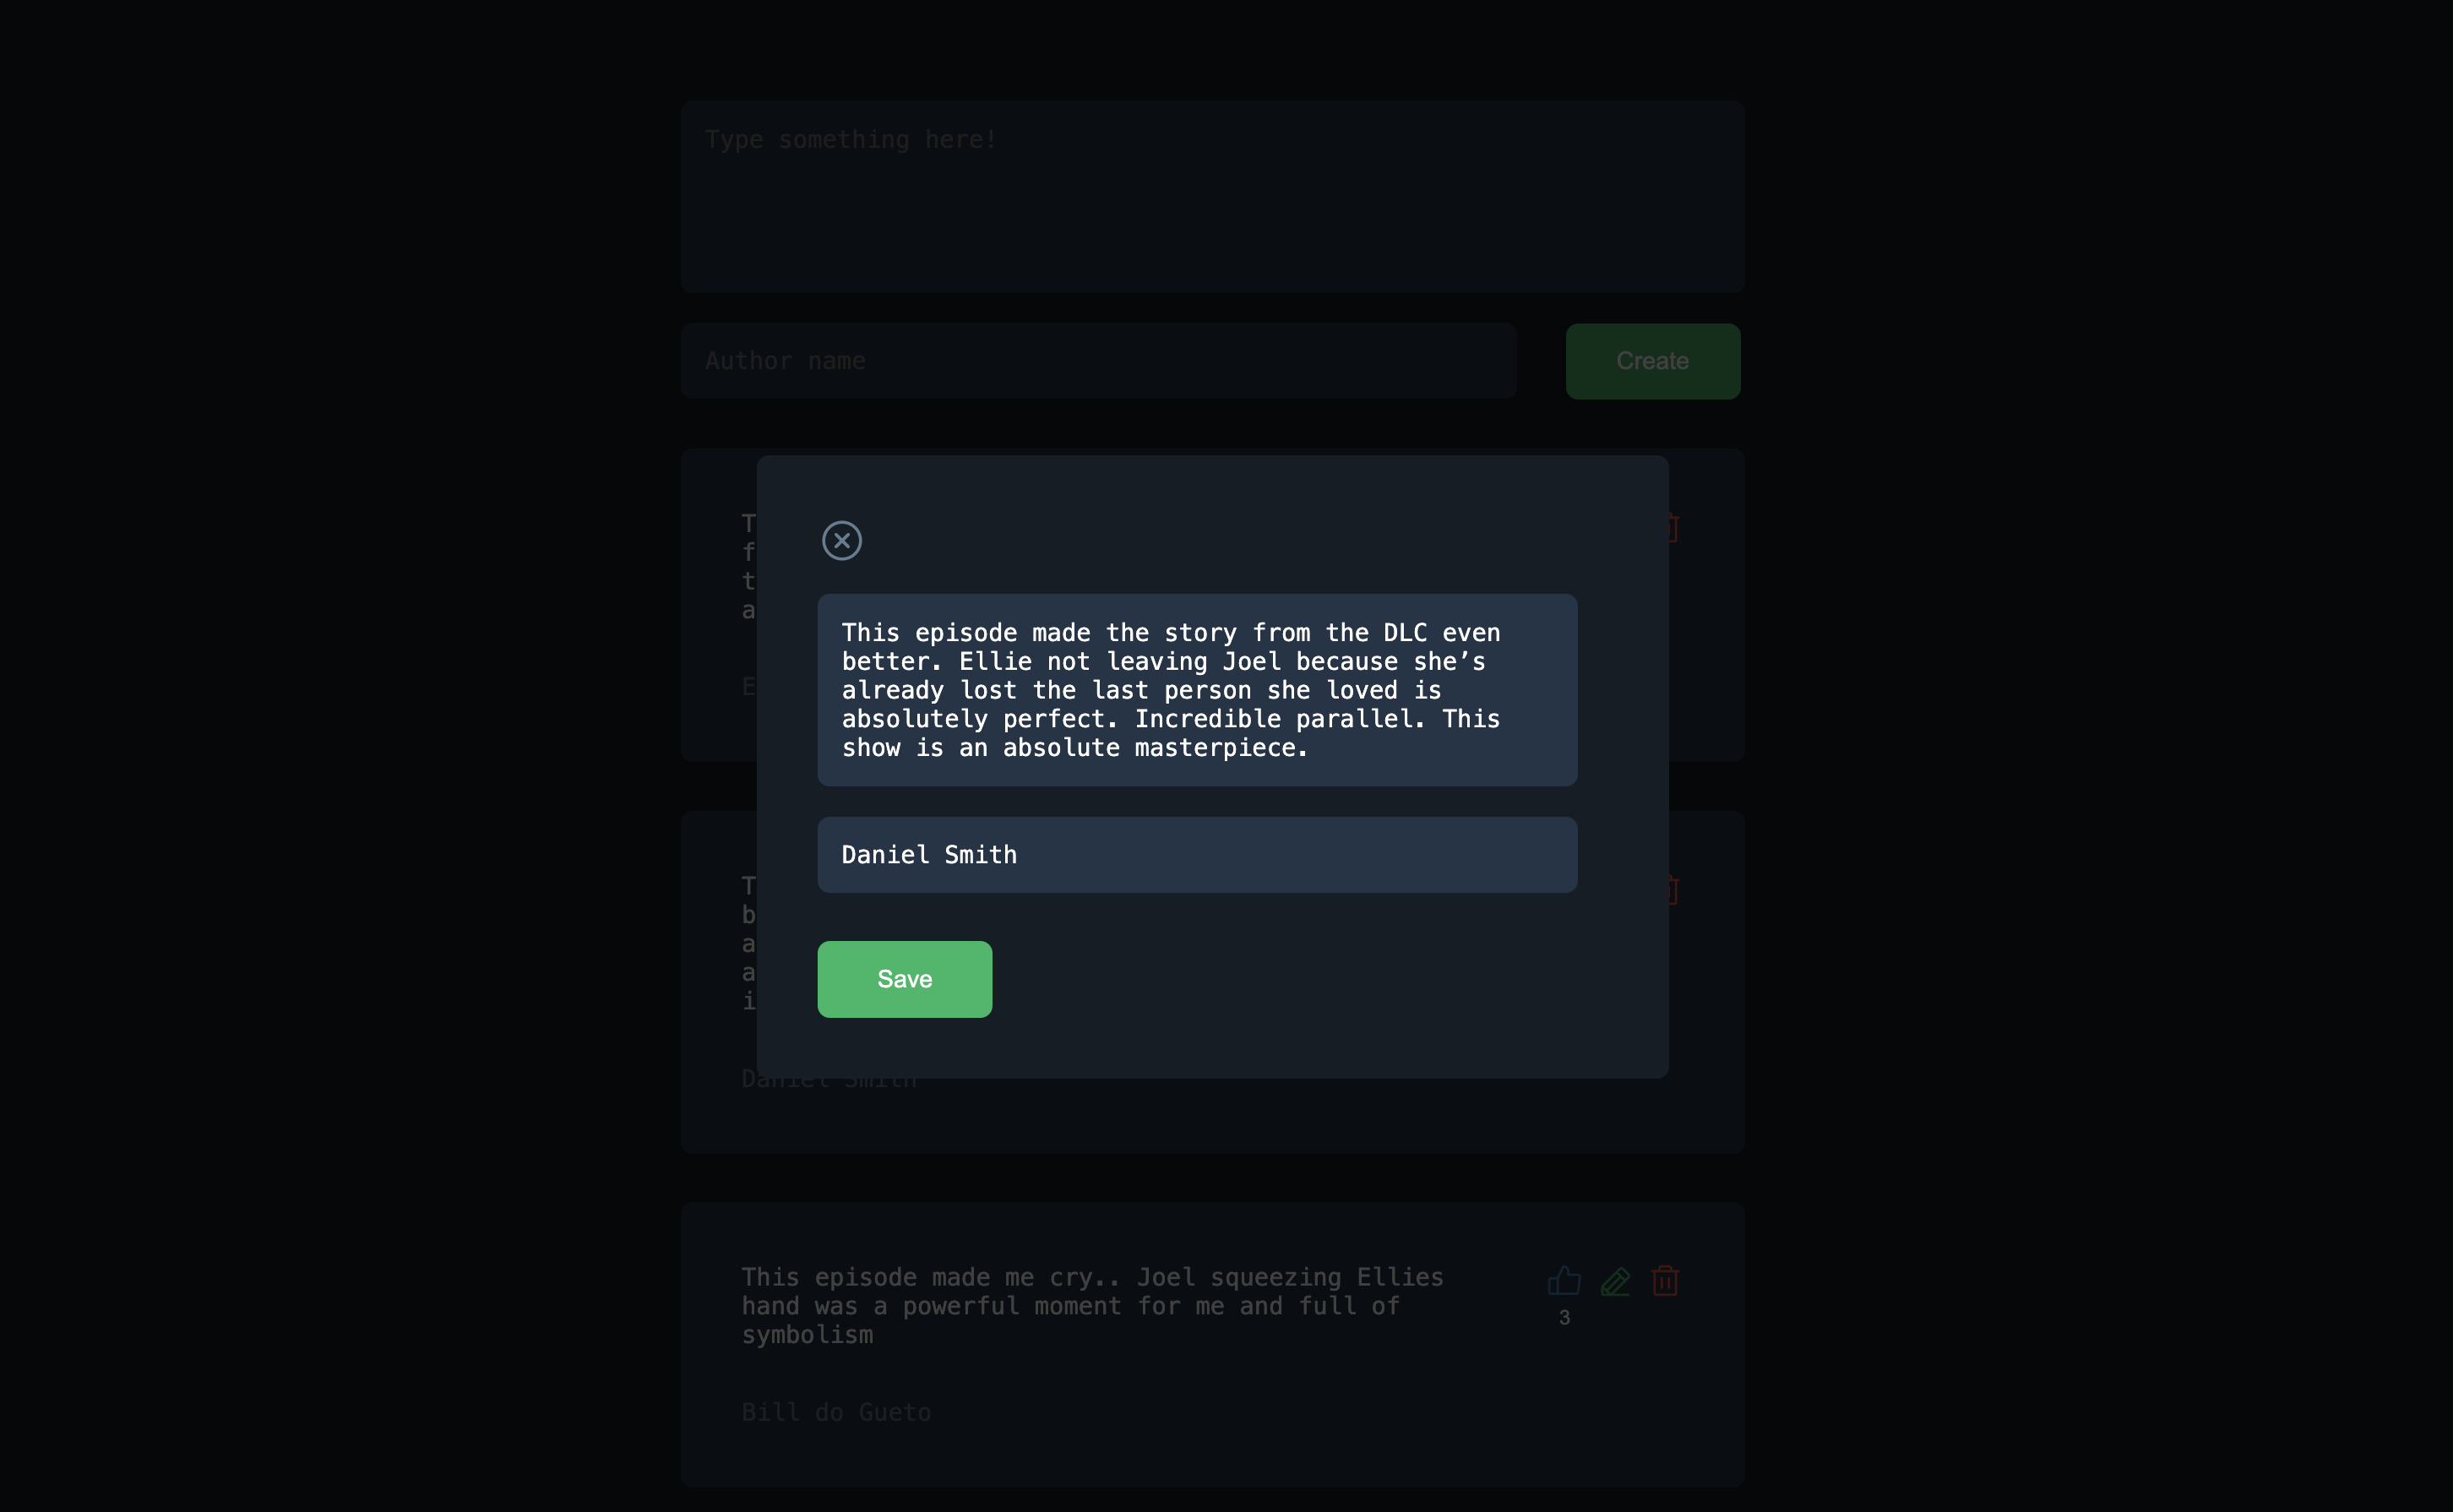 Type something here!
Author name
Create
This episode made the story from the DLC even
better. Ellie not leaving Joel because she’s
already lost the last person she loved is
absolutely perfect. Incredible parallel. This
show is an absolute masterpiece.
Daniel Smith
Save
Daniel Smith
This episode made me cry.. Joel squeezing Ellies
hand was a powerful moment for me and full of
symbolism
3
Bill do Gueto